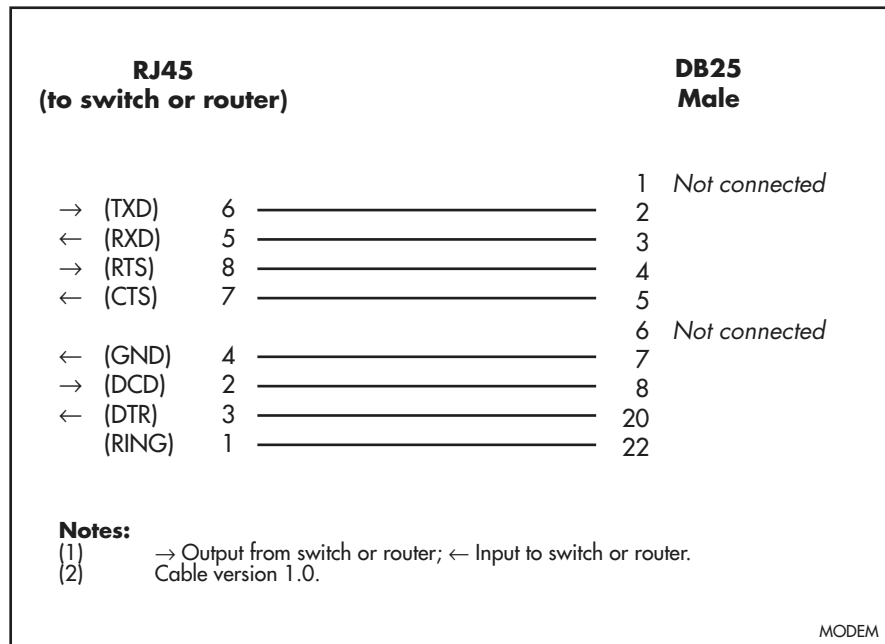 RJ45 DB25
(to switch or router) Male
1 Not connected
→ (TXD) 6 2
← (RXD) 5 3
→ (RTS) 8 4
← (CTS) 7 5
6 Not connected
← (GND) 4 7
→ (DCD) 2 8
← (DTR) 3 20
(RING) 1 22
Notes:
(1) → Output from switch or router; ← Input to switch or router.
(2) Cable version 1.0.
MODEM